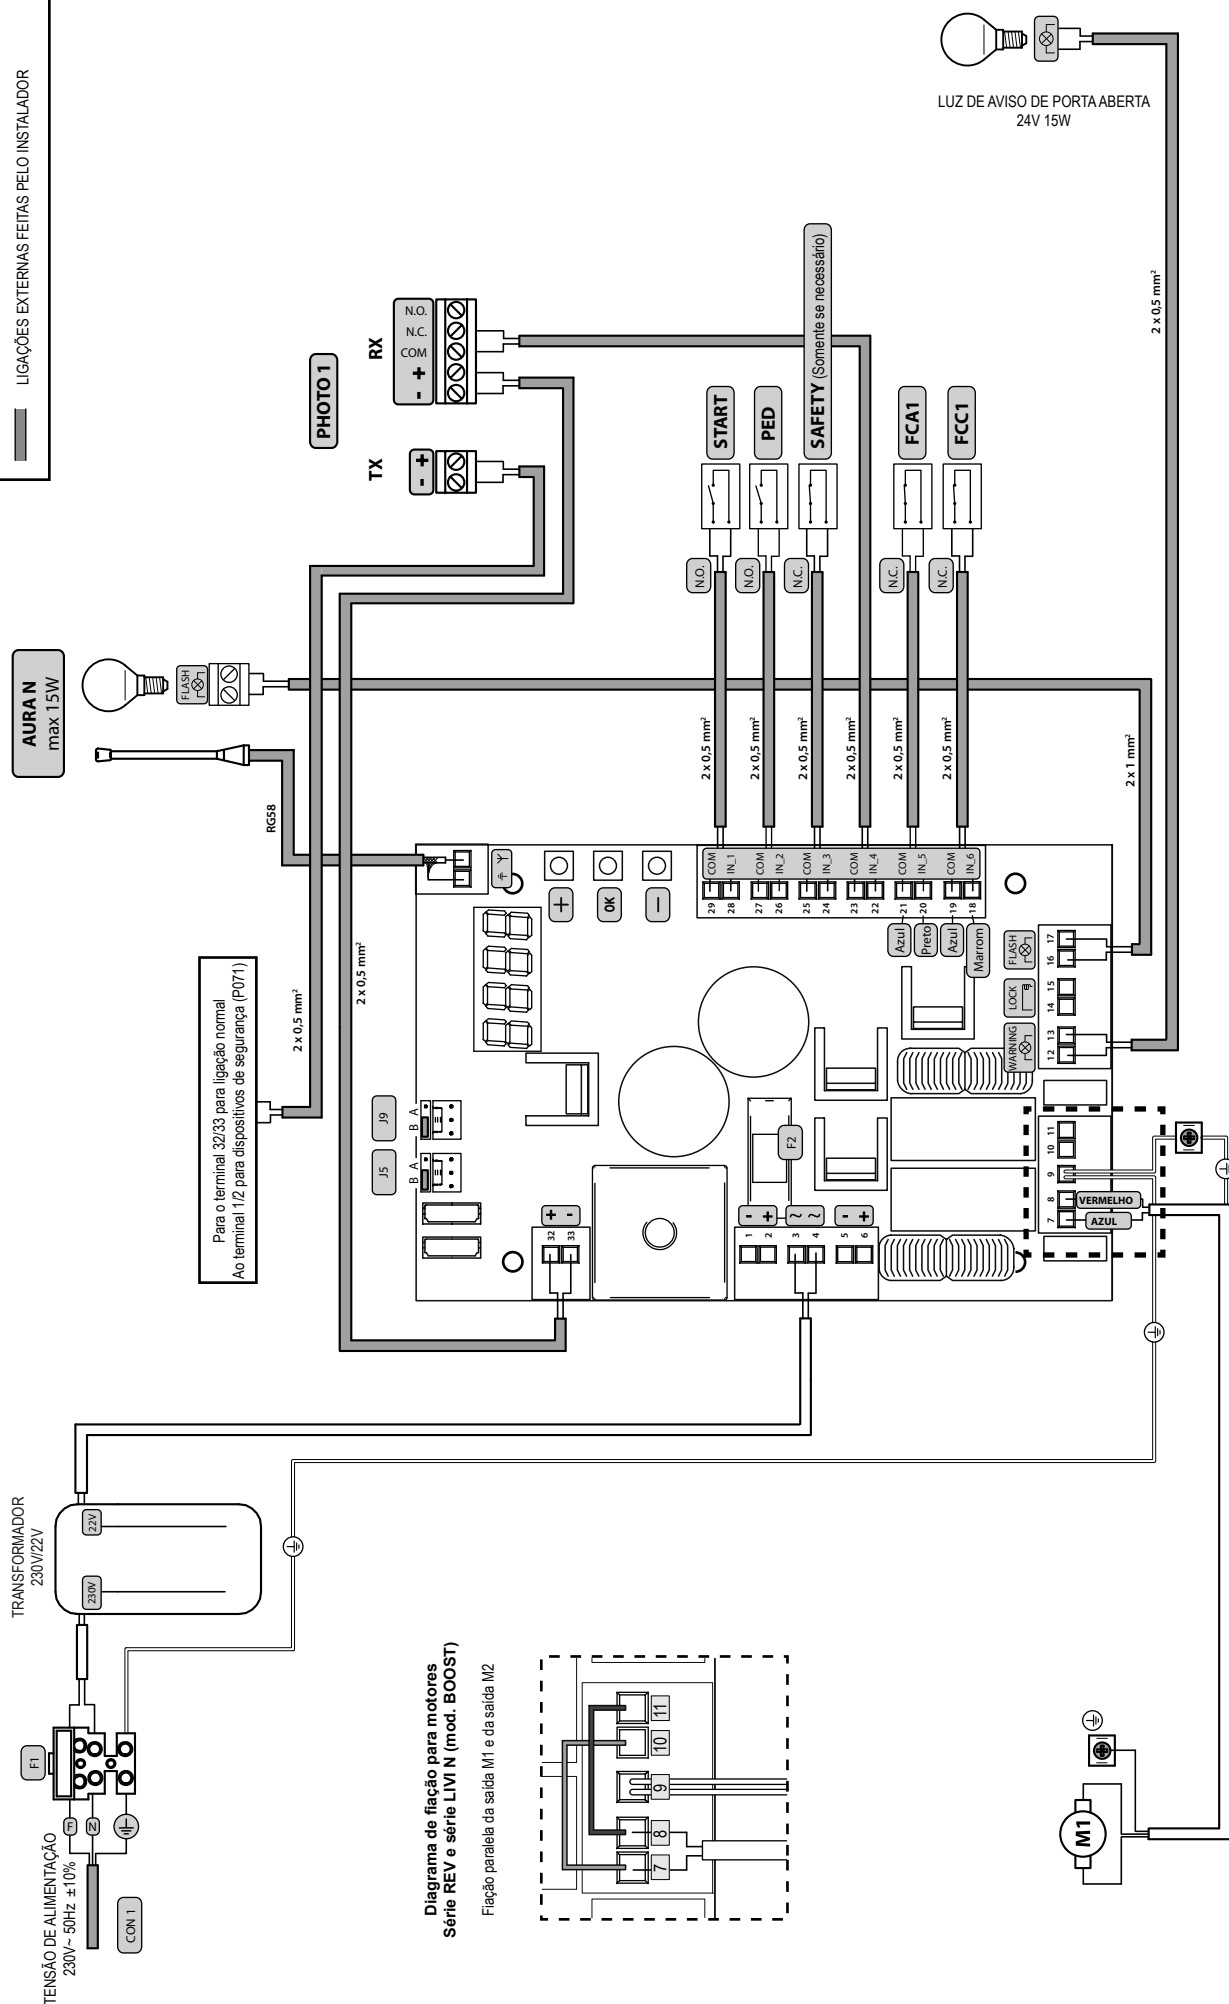 LIGAÇÕES EXTERNAS FEITAS PELO INSTALADOR
TENSÃO DE ALIMENTAÇÃO
230V~ 50Hz ±10%
CON 1
F
N
F1
TRANSFORMADOR
230V/22V
230V
22V
Para o terminal 32/33 para ligação normal
Ao terminal 1/2 para dispositivos de segurança (P071)
2 x 0,5 mm²
2 x 0,5 mm²
AURA N
max 15W
FLASH
RG58
PHOTO 1
TX
- +
RX
- + COM N.C. N.O.
J5
B A
J9
B A
+
OK
−
32 +
33 -
1 -
2 +
3 ~
4 ~
5 -
6 +
F2
29 COM
28 IN_1
27 COM
26 IN_2
25 COM
24 IN_3
23 COM
22 IN_4
21 COM
20 IN_5
19 COM
18 IN_6
Azul
Preto
Azul
Marrom
2 x 0,5 mm²
2 x 0,5 mm²
2 x 0,5 mm²
2 x 0,5 mm²
2 x 0,5 mm²
2 x 0,5 mm²
N.O.
START
N.O.
PED
N.C.
SAFETY (Somente se necessário)
N.C.
FCA1
N.C.
FCC1
WARNING
LOCK
FLASH
7 8 9 10 11
12 13 14 15 16 17
VERMELHO
AZUL
2 x 1 mm²
2 x 0,5 mm²
LUZ DE AVISO DE PORTA ABERTA
24V 15W
Diagrama de fiação para motores
Série REV e série LIVI N (mod. BOOST)
Fiação paralela da saída M1 e da saída M2
7 8 9 10 11
M1